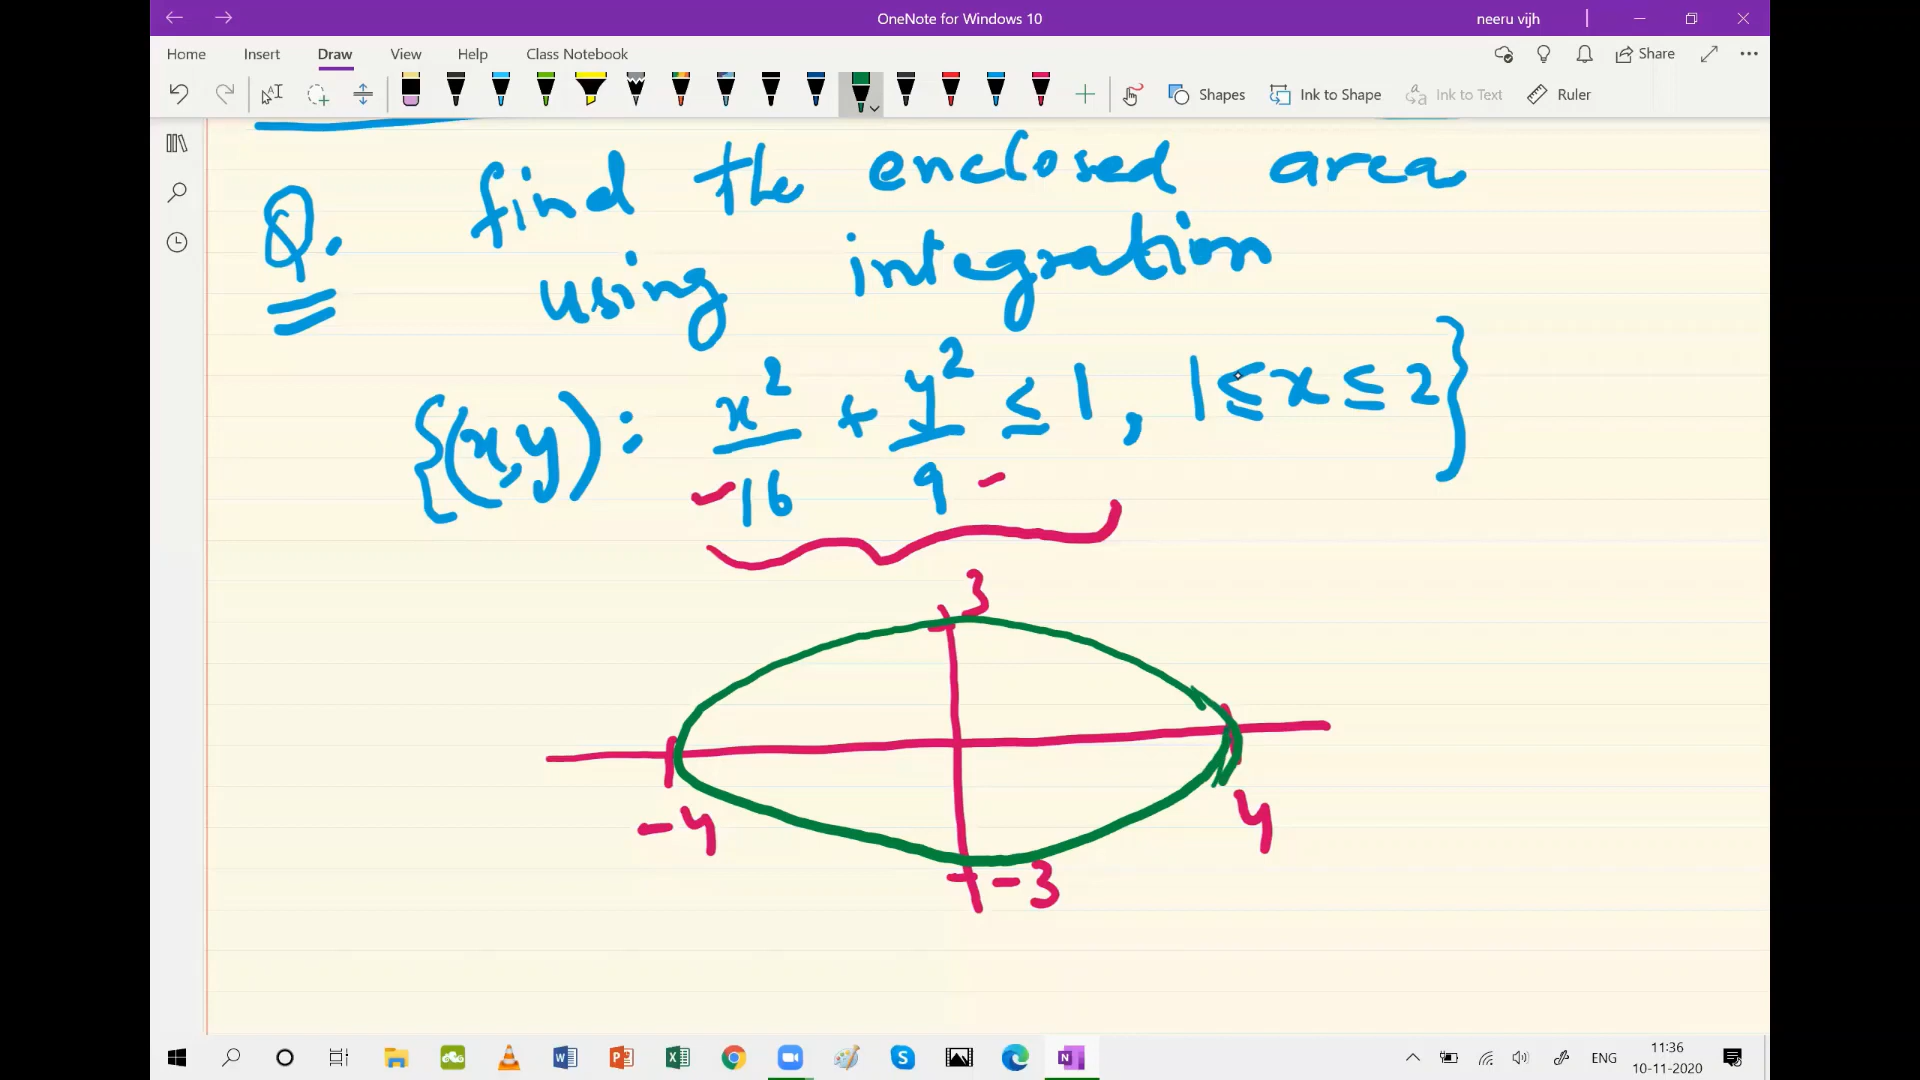 OneNote for Windows 10
neeru vijh
Home Insert Draw View Help Class Notebook
Share
Shapes Ink to Shape Ink to Text Ruler
Q. find the enclosed area
using integration
{(x,y): x²/16 + y²/9 ≤ 1, 1≤x≤2}
3
-4
4
-3
ENG
11:36
10-11-2020